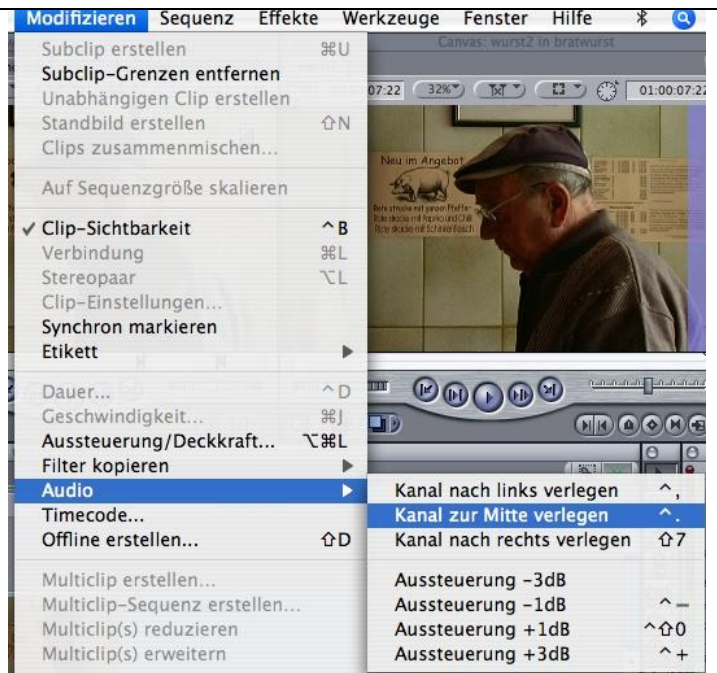 Modifizieren Sequenz Effekte Werkzeuge Fenster Hilfe
Subclip erstellen ⌘U
Subclip-Grenzen entfernen
Unabhängigen Clip erstellen
Standbild erstellen ⇧N
Clips zusammenmischen...
Auf Sequenzgröße skalieren
✓ Clip-Sichtbarkeit ^B
Verbindung ⌘L
Stereopaar ⌥L
Clip-Einstellungen...
Synchron markieren
Etikett ▶
Dauer... ^D
Geschwindigkeit... ⌘J
Aussteuerung/Deckkraft... ⌥⌘L
Filter kopieren ▶
Audio ▶
Timecode...
Offline erstellen... ⇧D
Multiclip erstellen...
Multiclip-Sequenz erstellen...
Multiclip(s) reduzieren
Multiclip(s) erweitern
Kanal nach links verlegen ^,
Kanal zur Mitte verlegen ^.
Kanal nach rechts verlegen ⇧7
Aussteuerung -3dB
Aussteuerung -1dB ^-
Aussteuerung +1dB ^⇧0
Aussteuerung +3dB ^+
Canvas: wurst2 in bratwurst
07:22 32% 01:00:07:22
Neu im Angebot